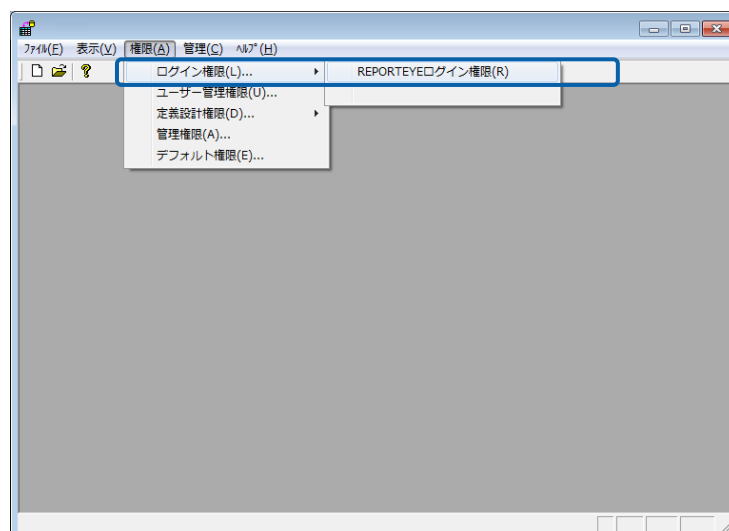 ﾌｧｲﾙ(F) 表示(V) 権限(A) 管理(C) ﾍﾙﾌﾟ(H)
ログイン権限(L)... REPORTEYEログイン権限(R)
ユーザー管理権限(U)...
定義設計権限(D)...
管理権限(A)...
デフォルト権限(E)...